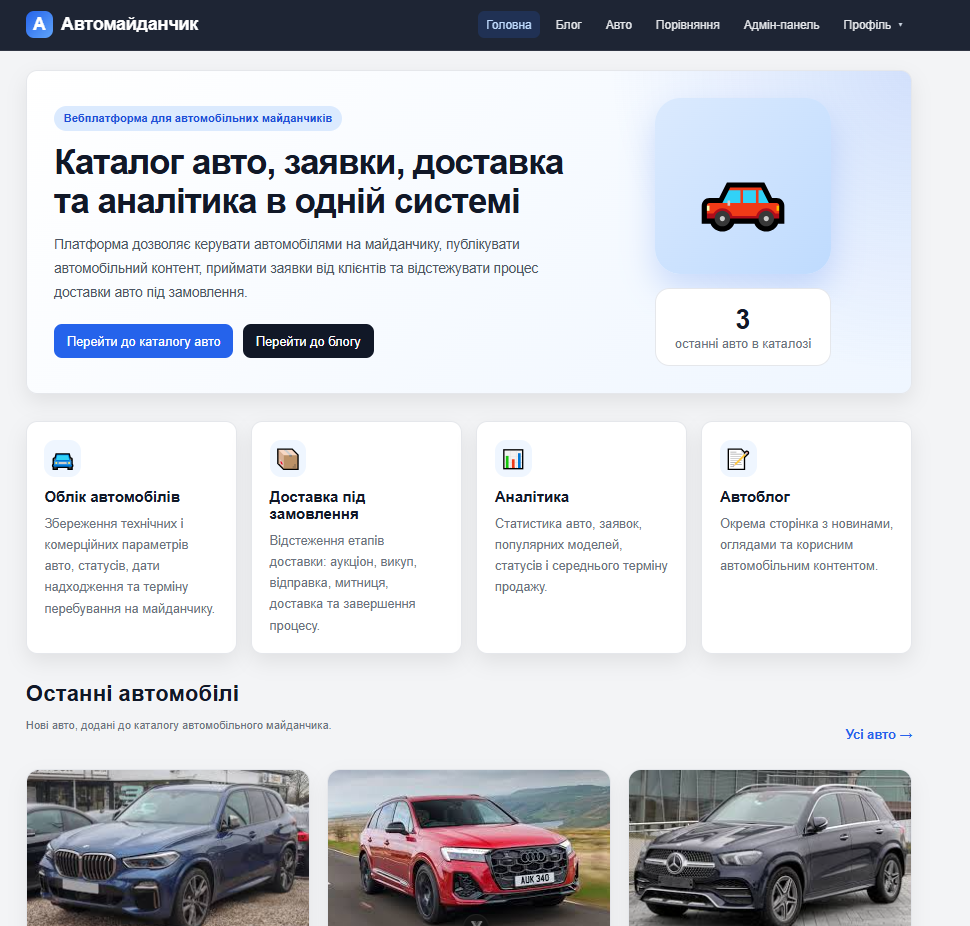 A Автомайданчик
Головна Блог Авто Порівняння Адмін-панель Профіль
Вебплатформа для автомобільних майданчиків
Каталог авто, заявки, доставка
та аналітика в одній системі
Платформа дозволяє керувати автомобілями на майданчику, публікувати
автомобільний контент, приймати заявки від клієнтів та відстежувати процес
доставки авто під замовлення.
Перейти до каталогу авто
Перейти до блогу
3
останні авто в каталозі
Облік автомобілів
Збереження технічних і
комерційних параметрів
авто, статусів, дати
надходження та терміну
перебування на майданчику.
Доставка під
замовлення
Відстеження етапів
доставки: аукціон, викуп,
відправка, митниця,
доставка та завершення
процесу.
Аналітика
Статистика авто, заявок,
популярних моделей,
статусів і середнього терміну
продажу.
Автоблог
Окрема сторінка з новинами,
оглядами та корисним
автомобільним контентом.
Останні автомобілі
Нові авто, додані до каталогу автомобільного майданчика.
Усі авто →
AUK 340